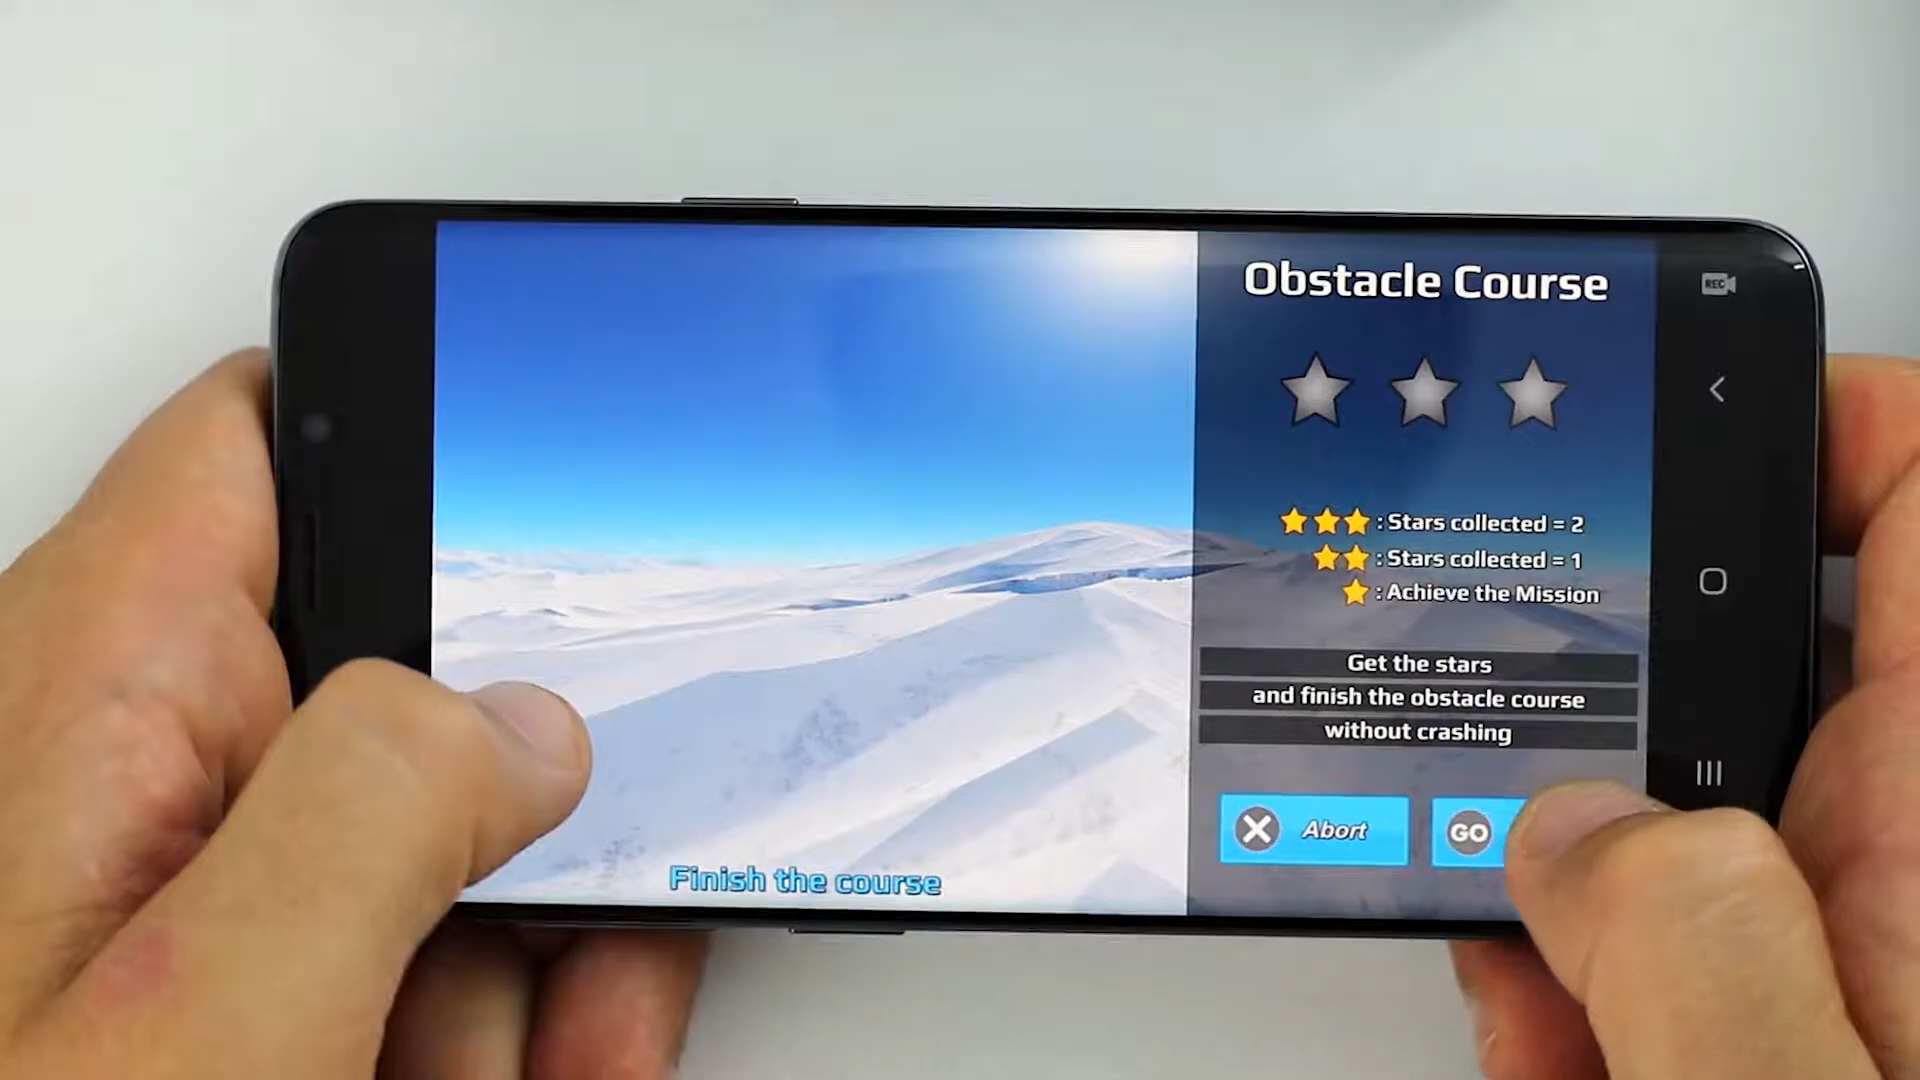 REC
Obstacle Course
: Stars collected = 2
: Stars collected = 1
: Achieve the Mission
Get the stars
and finish the obstacle course
without crashing
Abort
GO
Finish the course